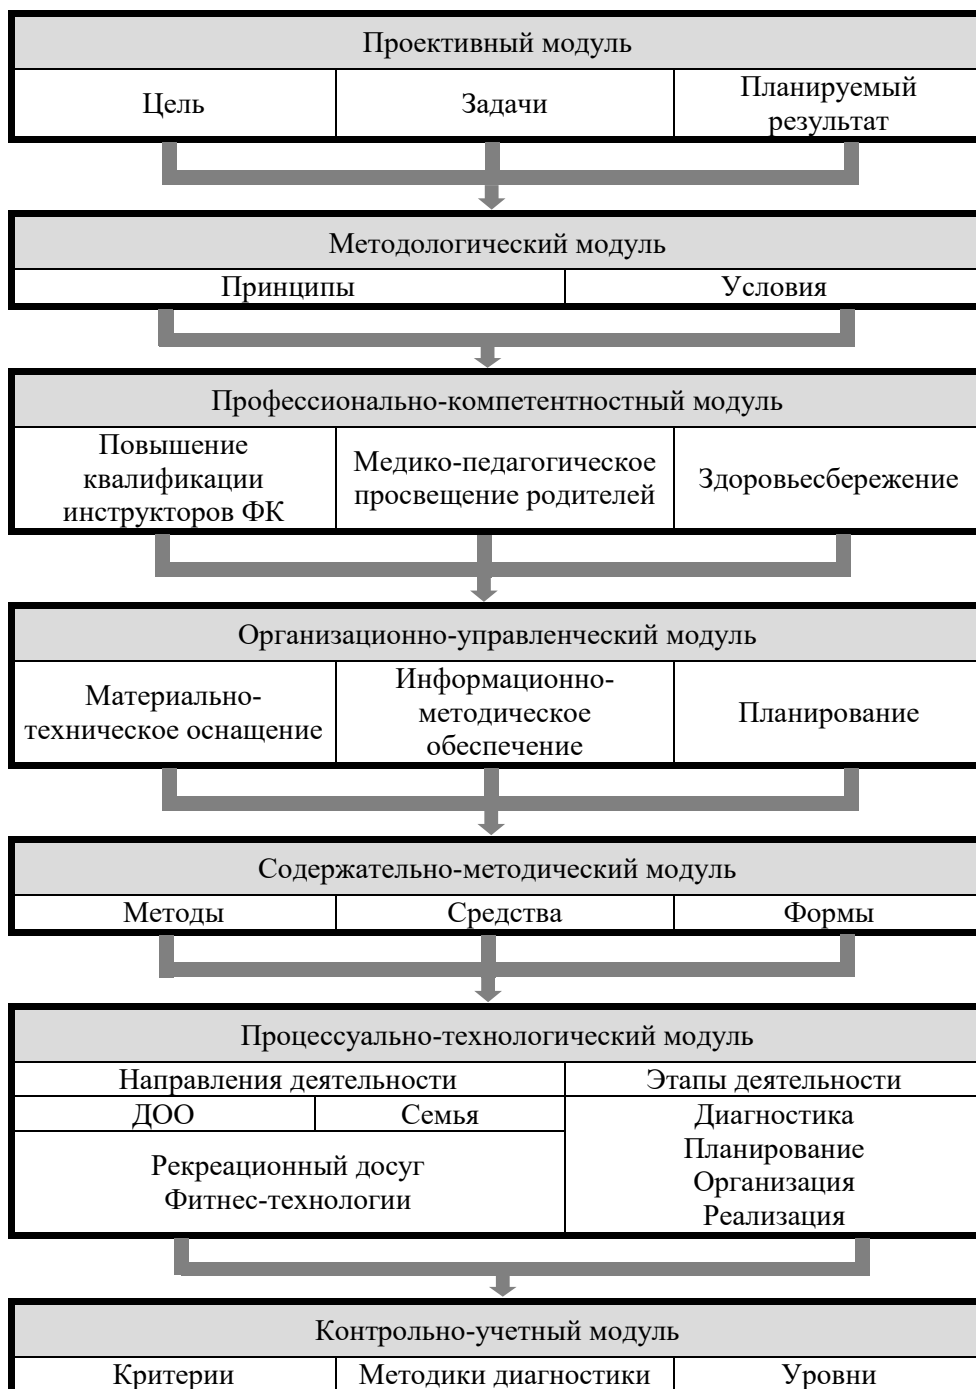 Проективный модуль
Цель
Задачи
Планируемый
результат
Методологический модуль
Принципы
Условия
Профессионально-компетентностный модуль
Повышение
квалификации
инструкторов ФК
Медико-педагогическое
просвещение родителей
Здоровьесбережение
Организационно-управленческий модуль
Материально-
техническое оснащение
Информационно-
методическое
обеспечение
Планирование
Содержательно-методический модуль
Методы
Средства
Формы
Процессуально-технологический модуль
Направления деятельности
Этапы деятельности
ДОО
Семья
Рекреационный досуг
Фитнес-технологии
Диагностика
Планирование
Организация
Реализация
Контрольно-учетный модуль
Критерии
Методики диагностики
Уровни